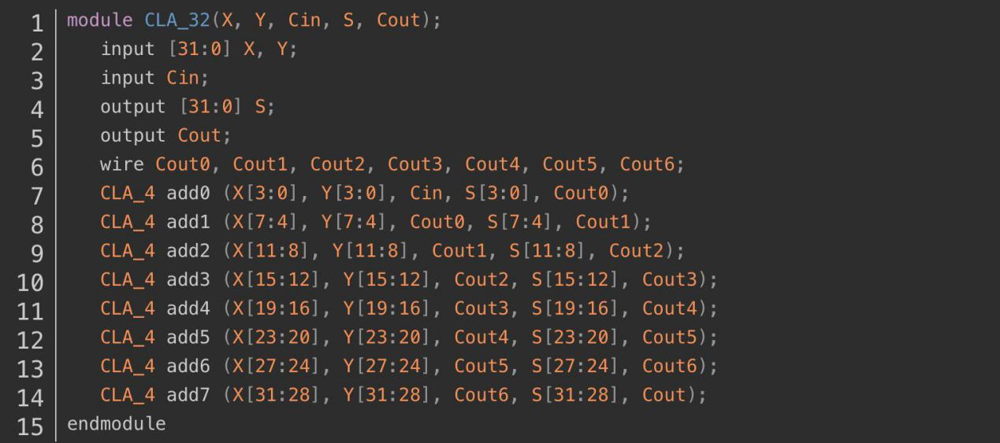 1 module CLA_32(X, Y, Cin, S, Cout);
2 input [31:0] X, Y;
3 input Cin;
4 output [31:0] S;
5 output Cout;
6 wire Cout0, Cout1, Cout2, Cout3, Cout4, Cout5, Cout6;
7 CLA_4 add0 (X[3:0], Y[3:0], Cin, S[3:0], Cout0);
8 CLA_4 add1 (X[7:4], Y[7:4], Cout0, S[7:4], Cout1);
9 CLA_4 add2 (X[11:8], Y[11:8], Cout1, S[11:8], Cout2);
10 CLA_4 add3 (X[15:12], Y[15:12], Cout2, S[15:12], Cout3);
11 CLA_4 add4 (X[19:16], Y[19:16], Cout3, S[19:16], Cout4);
12 CLA_4 add5 (X[23:20], Y[23:20], Cout4, S[23:20], Cout5);
13 CLA_4 add6 (X[27:24], Y[27:24], Cout5, S[27:24], Cout6);
14 CLA_4 add7 (X[31:28], Y[31:28], Cout6, S[31:28], Cout);
15 endmodule